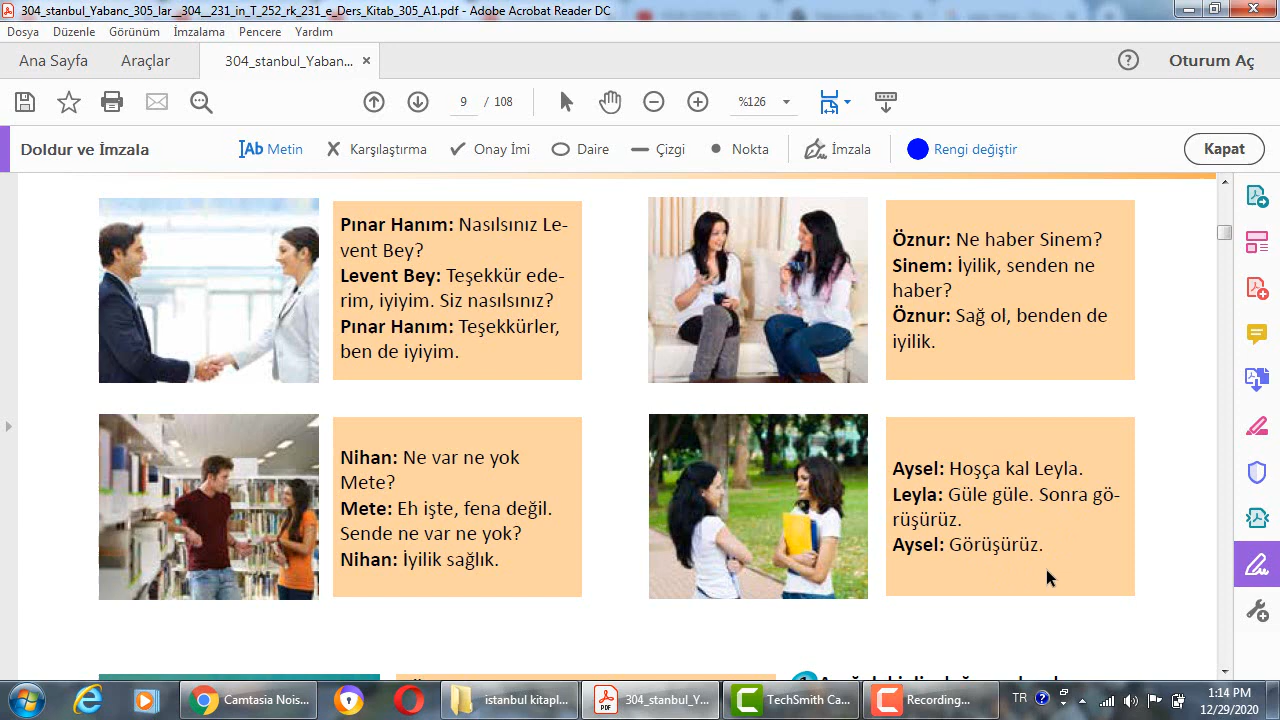 304_stanbul_Yabanc_305_lar__304__231_in_T_252_rk_231_e_Ders_Kitab_305_A1.pdf - Adobe Acrobat Reader DC
Dosya Düzenle Görünüm İmzalama Pencere Yardım
Ana Sayfa Araçlar 304_stanbul_Yaban... × ? Oturum Aç
9 / 108 %126
Doldur ve İmzala Ab Metin Karşılaştırma Onay İmi Daire Çizgi Nokta İmzala Rengi değiştir Kapat
Pınar Hanım: Nasılsınız Le-
vent Bey?
Levent Bey: Teşekkür ede-
rim, iyiyim. Siz nasılsınız?
Pınar Hanım: Teşekkürler,
ben de iyiyim.
Öznur: Ne haber Sinem?
Sinem: İyilik, senden ne
haber?
Öznur: Sağ ol, benden de
iyilik.
Nihan: Ne var ne yok
Mete?
Mete: Eh işte, fena değil.
Sende ne var ne yok?
Nihan: İyilik sağlık.
Aysel: Hoşça kal Leyla.
Leyla: Güle güle. Sonra gö-
rüşürüz.
Aysel: Görüşürüz.
Camtasia Nois... istanbul kitapl... 304_stanbul_Y... TechSmith Ca... Recording... TR 1:14 PM
12/29/2020